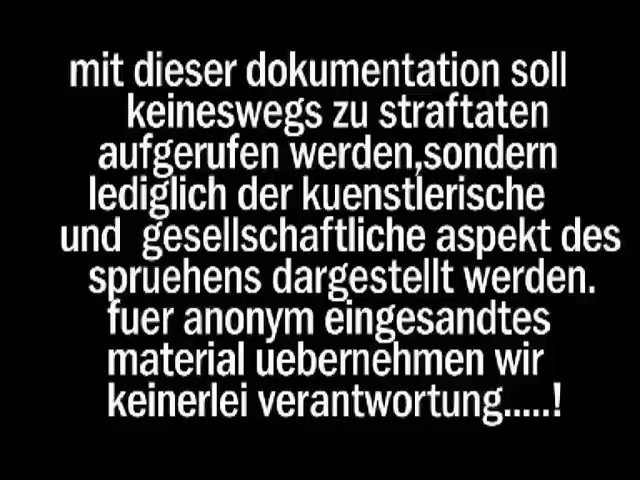 mit dieser dokumentation soll
keineswegs zu straftaten
aufgerufen werden,sondern
lediglich der kuenstlerische
und gesellschaftliche aspekt des
spruehens dargestellt werden.
fuer anonym eingesandtes
material uebernehmen wir
keinerlei verantwortung.....!